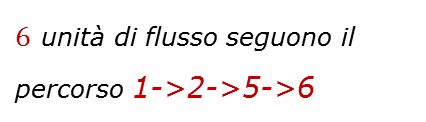 6 unità di flusso seguono il
percorso 1->2->5->6